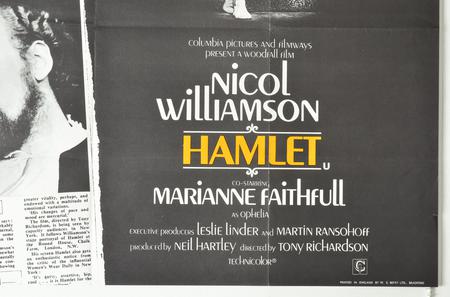 columbia pictures and filmways
present a woodfall film
Nicol
Williamson
HAMLET U
co-starring
MARIANNE FAITHFULL
as ophelia
executive producers leslie linder and MARTIN RANSOHOFF
produced by NEIL HARTLEY directed by TONY RICHARDSON
TECHNICOLOR®
greater vitality, perhaps, and
endowed with a multitude of
emotional variations.
'His changes of pace and
mood are mercurial.'
The film, directed by Tony
Richardson, is being seen by
capacity audiences in New
York. It follows Williamson's
stage portrayal of Hamlet at
the Round House, Chalk
Farm, London, N.W.
His screen Hamlet also gets
an enthusiastic notice from
the critic of the influential
Women's Wear Daily in New
York.
'It's gutsy, assertive, hip,
PRINTED IN ENGLAND BY W. E. BERRY LTD. BRADFORD